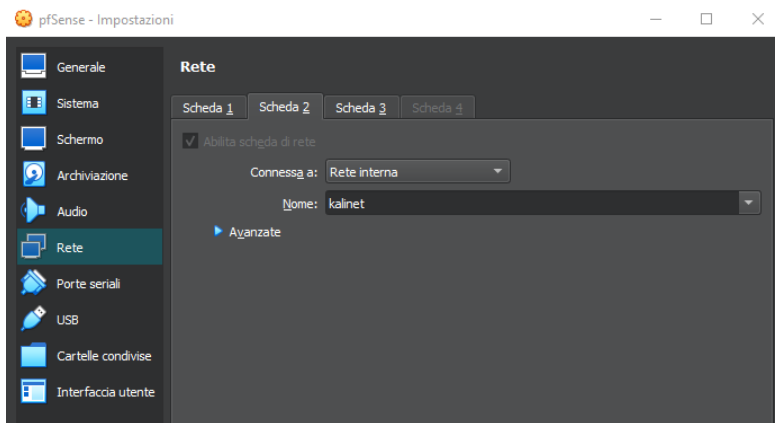 pfSense - Impostazioni
Generale
Sistema
Schermo
Archiviazione
Audio
Rete
Porte seriali
USB
Cartelle condivise
Interfaccia utente
Rete
Scheda 1 Scheda 2 Scheda 3 Scheda 4
Abilita scheda di rete
Connessa a: Rete interna
Nome: kalinet
Avanzate